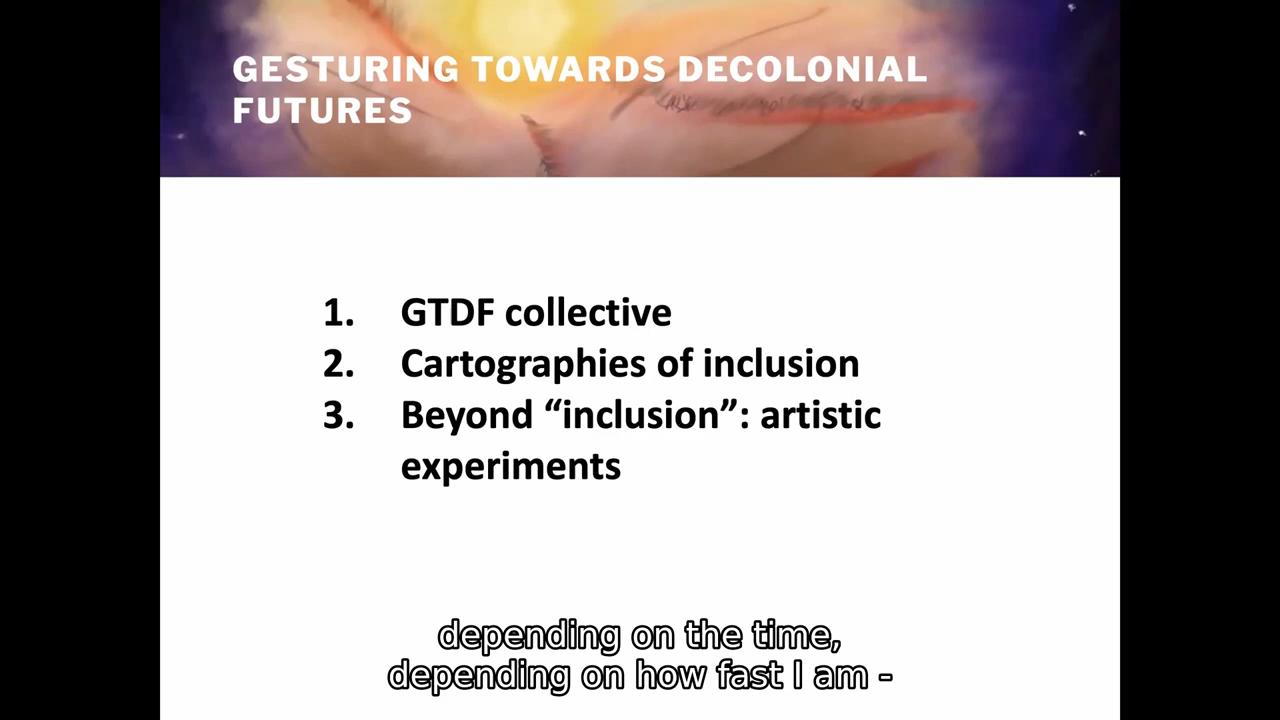 GESTURING TOWARDS DECOLONIAL
FUTURES
1. GTDF collective
2. Cartographies of inclusion
3. Beyond “inclusion”: artistic
experiments
depending on the time,
depending on how fast I am -